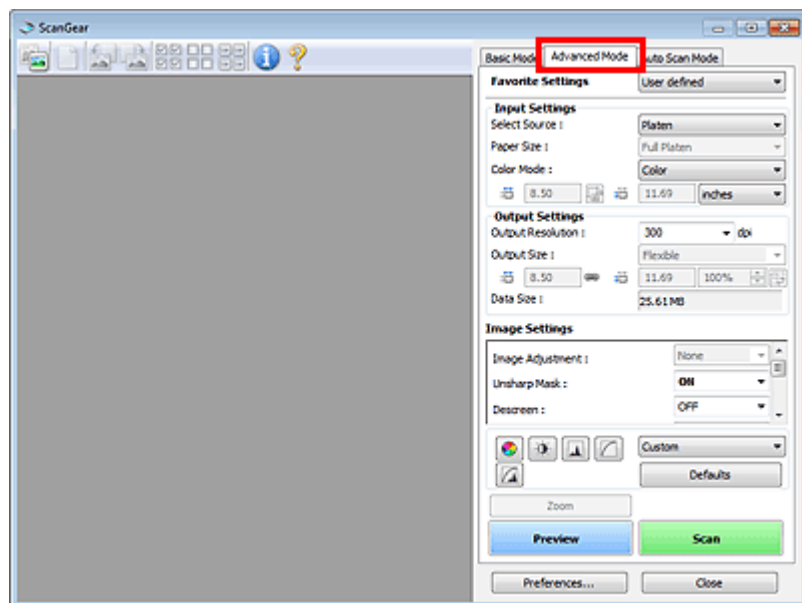 ScanGear
Basic Mode Advanced Mode Auto Scan Mode
Favorite Settings User defined
Input Settings
Select Source : Platen
Paper Size : Full Platen
Color Mode : Color
8.50 11.69 inches
Output Settings
Output Resolution : 300 dpi
Output Size : Flexible
8.50 11.69 100%
Data Size : 25.61 MB
Image Settings
Image Adjustment : None
Unsharp Mask : ON
Descreen : OFF
Custom
Defaults
Zoom
Preview Scan
Preferences... Close